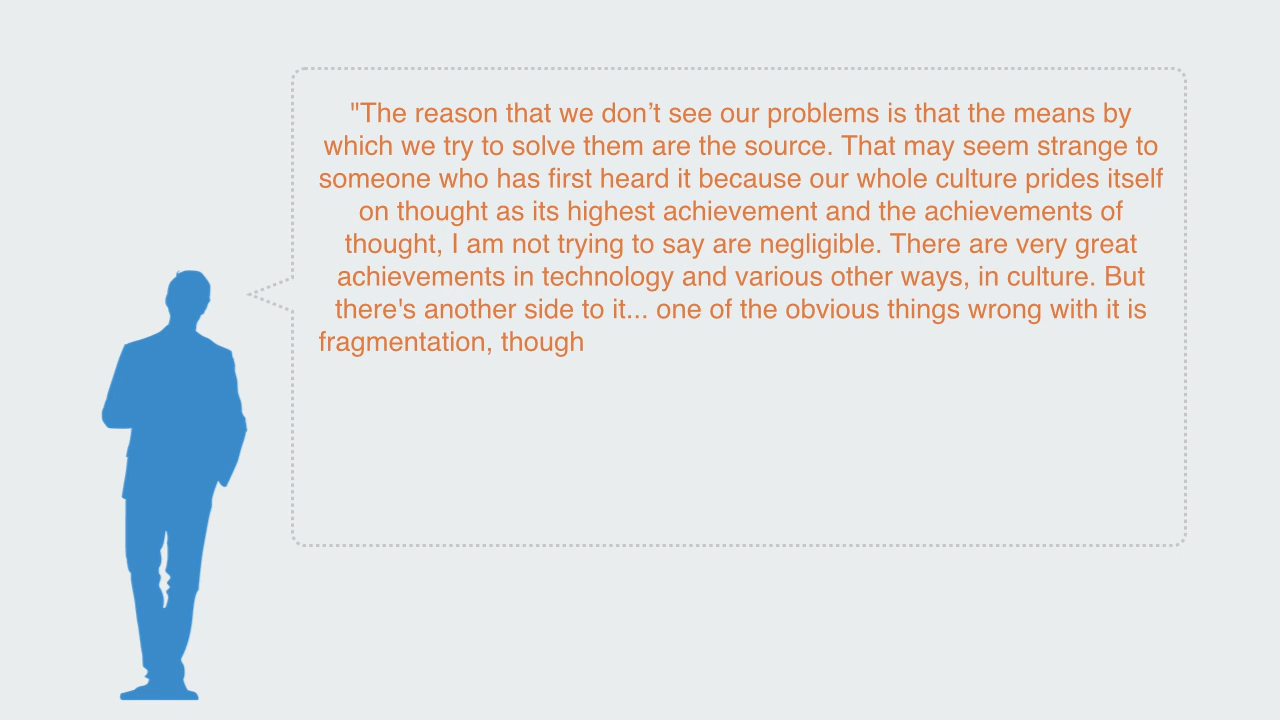 "The reason that we don’t see our problems is that the means by
which we try to solve them are the source. That may seem strange to
someone who has first heard it because our whole culture prides itself
on thought as its highest achievement and the achievements of
thought, I am not trying to say are negligible. There are very great
achievements in technology and various other ways, in culture. But
there's another side to it... one of the obvious things wrong with it is
fragmentation, though